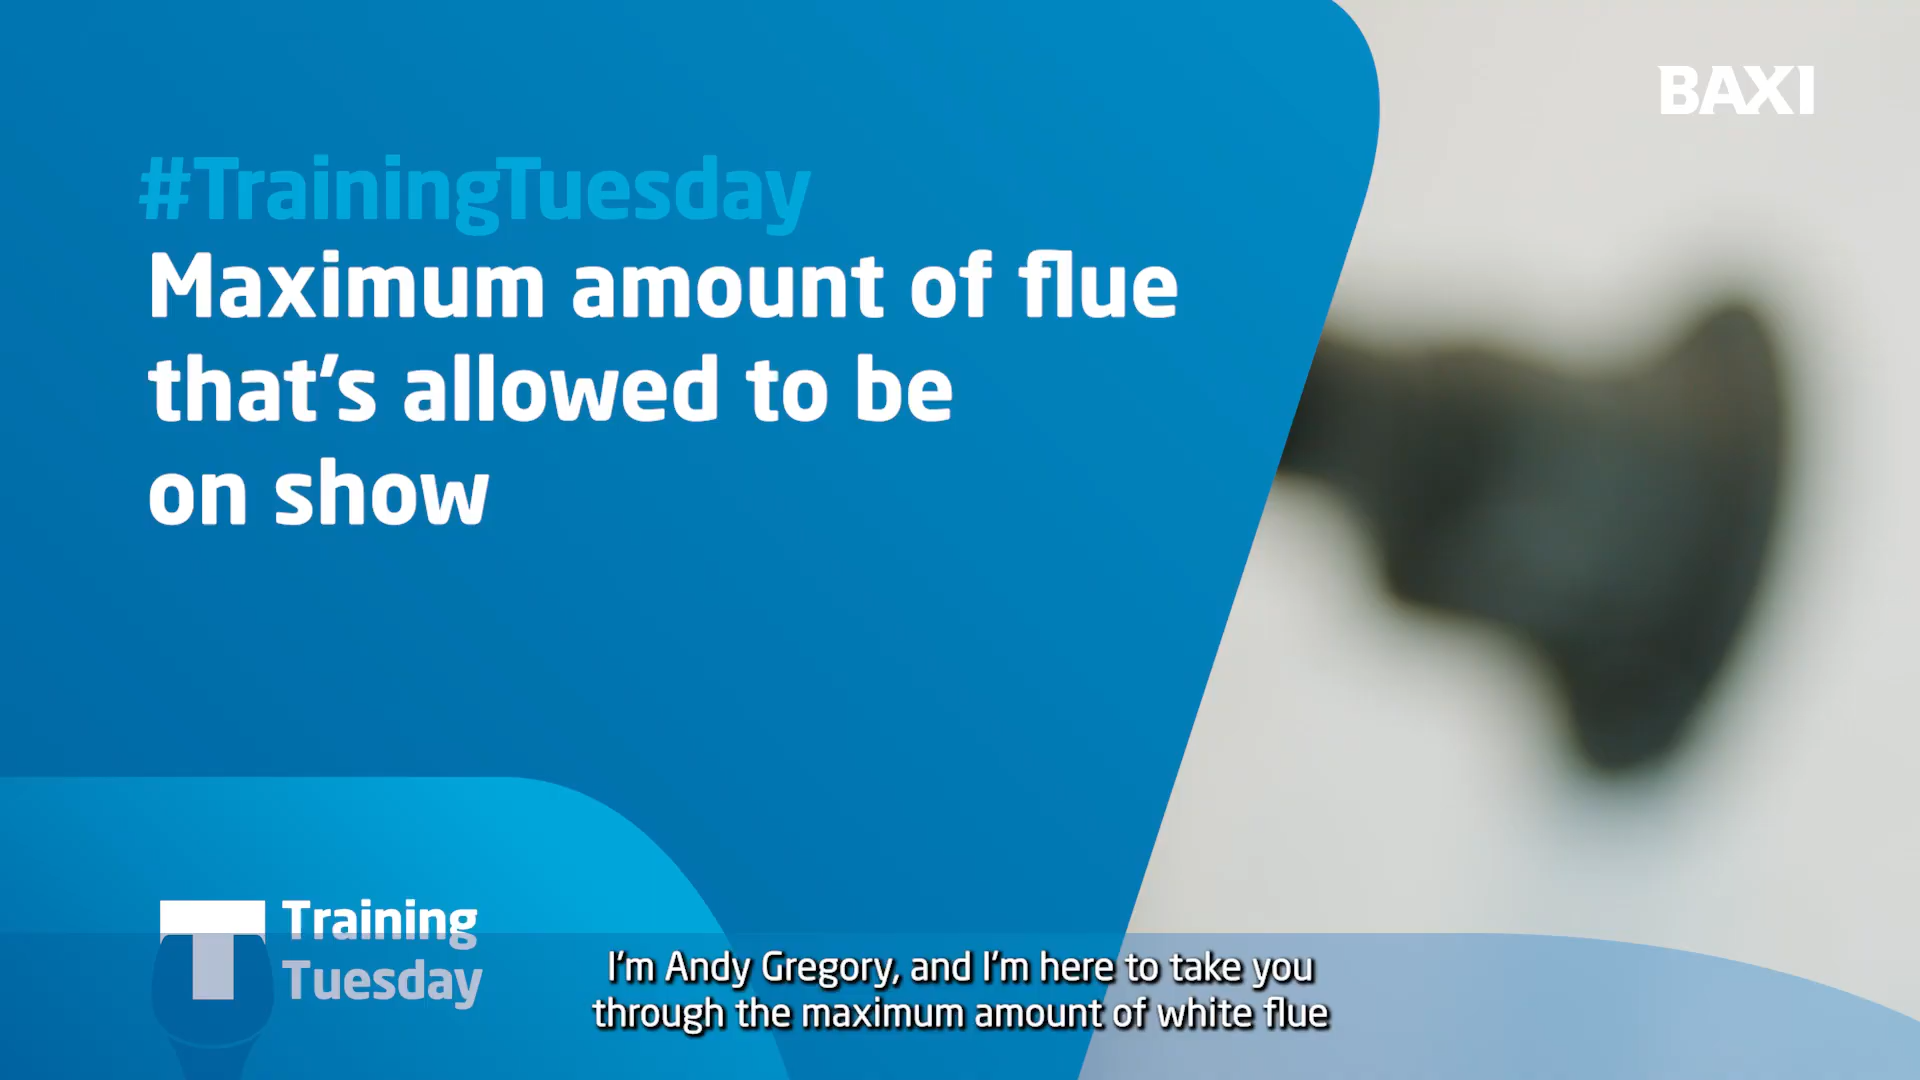 BAXI
#TrainingTuesday
Maximum amount of flue
that's allowed to be
on show
Training
Tuesday
I'm Andy Gregory, and I'm here to take you
through the maximum amount of white flue